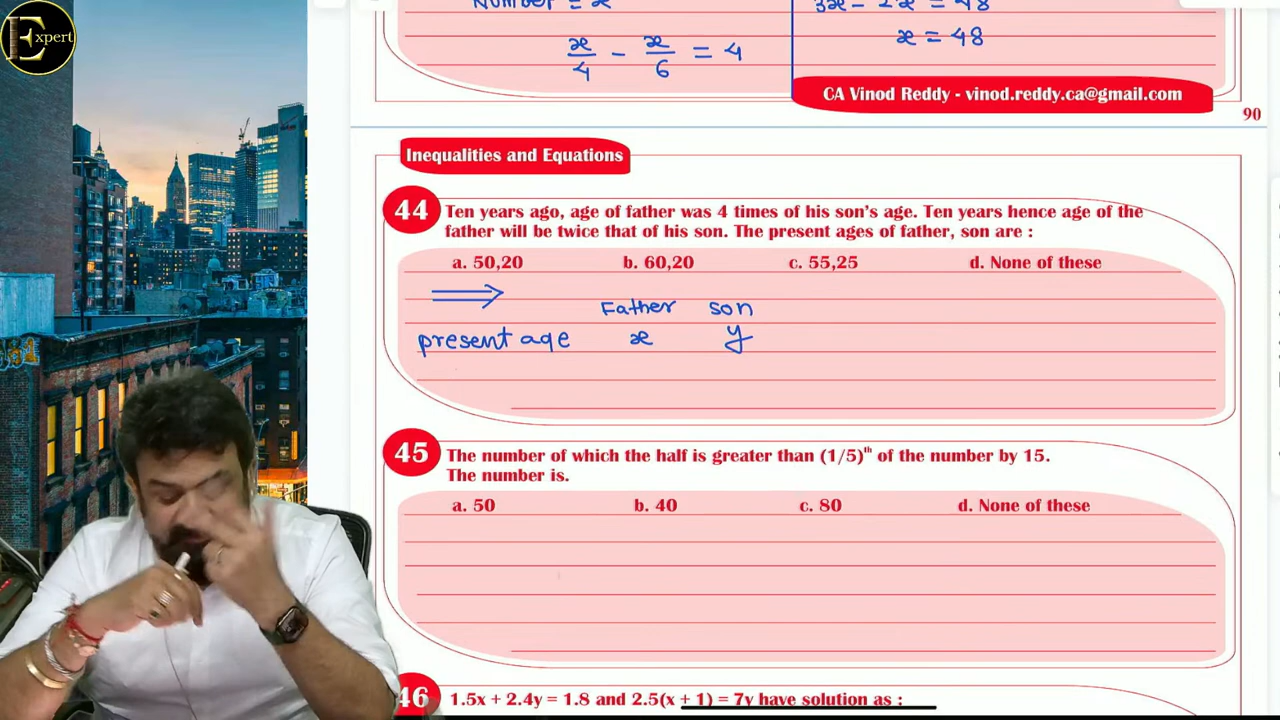 Expert
Number = x
3x - 2x = 48
x/4 - x/6 = 4
x = 48
CA Vinod Reddy - vinod.reddy.ca@gmail.com
90
Inequalities and Equations
44 Ten years ago, age of father was 4 times of his son's age. Ten years hence age of the
father will be twice that of his son. The present ages of father, son are :
a. 50,20 b. 60,20 c. 55,25 d. None of these
⇒
Father son
present age x y
45 The number of which the half is greater than (1/5)th of the number by 15.
The number is.
a. 50 b. 40 c. 80 d. None of these
46 1.5x + 2.4y = 1.8 and 2.5(x + 1) = 7y have solution as :